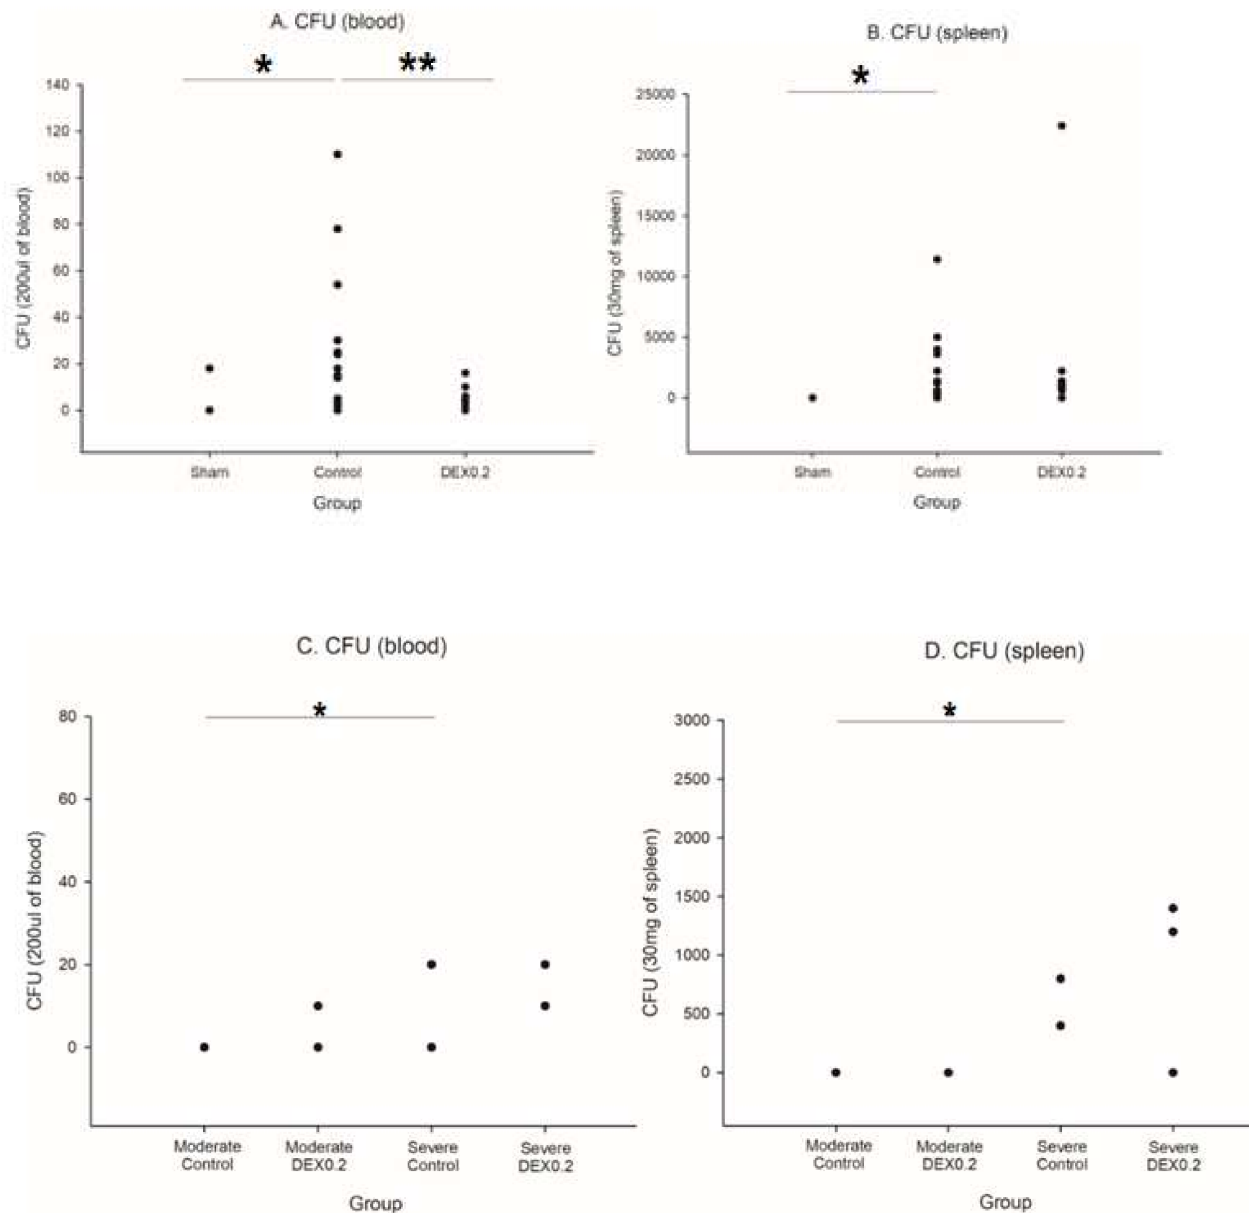 A. CFU (blood)
* **
140
120
100
80
60
40
20
0
CFU (200ul of blood)
Sham Control DEX0.2
Group
B. CFU (spleen)
*
25000
20000
15000
10000
5000
0
CFU (30mg of spleen)
Sham Control DEX0.2
Group
C. CFU (blood)
*
80
60
40
20
0
CFU (200ul of blood)
Moderate Moderate Severe Severe
Control DEX0.2 Control DEX0.2
Group
D. CFU (spleen)
*
3000
2500
2000
1500
1000
500
0
CFU (30mg of spleen)
Moderate Moderate Severe Severe
Control DEX0.2 Control DEX0.2
Group